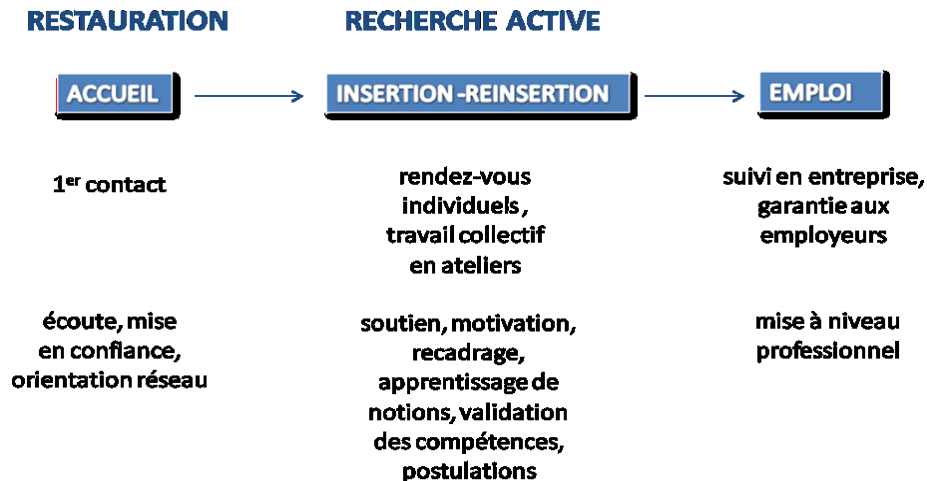 RESTAURATION
RECHERCHE ACTIVE
ACCUEIL
INSERTION-REINSERTION
EMPLOI
1er contact
rendez-vous
individuels,
travail collectif
en ateliers
suivi en entreprise,
garantie aux
employeurs
écoute, mise
en confiance,
orientation réseau
soutien, motivation,
recadrage,
apprentissage de
notions, validation
des compétences,
postulations
mise à niveau
professionnel